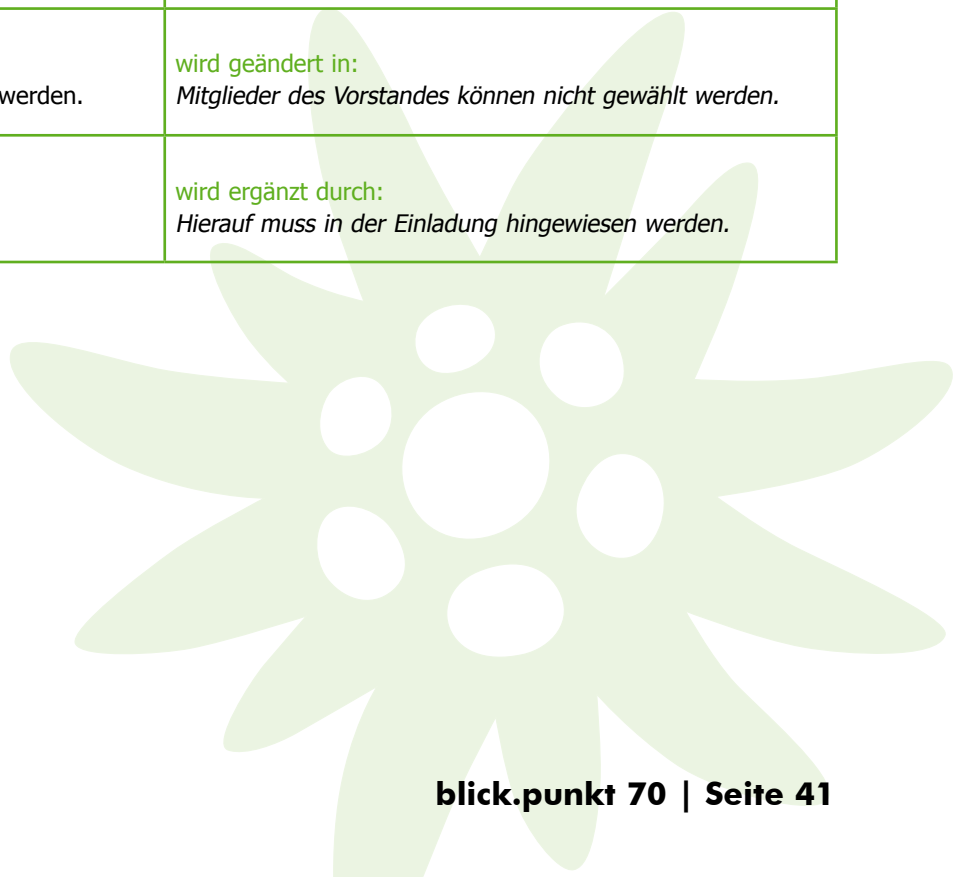 werden.
wird geändert in:
Mitglieder des Vorstandes können nicht gewählt werden.
wird ergänzt durch:
Hierauf muss in der Einladung hingewiesen werden.
blick.punkt 70 | Seite 41